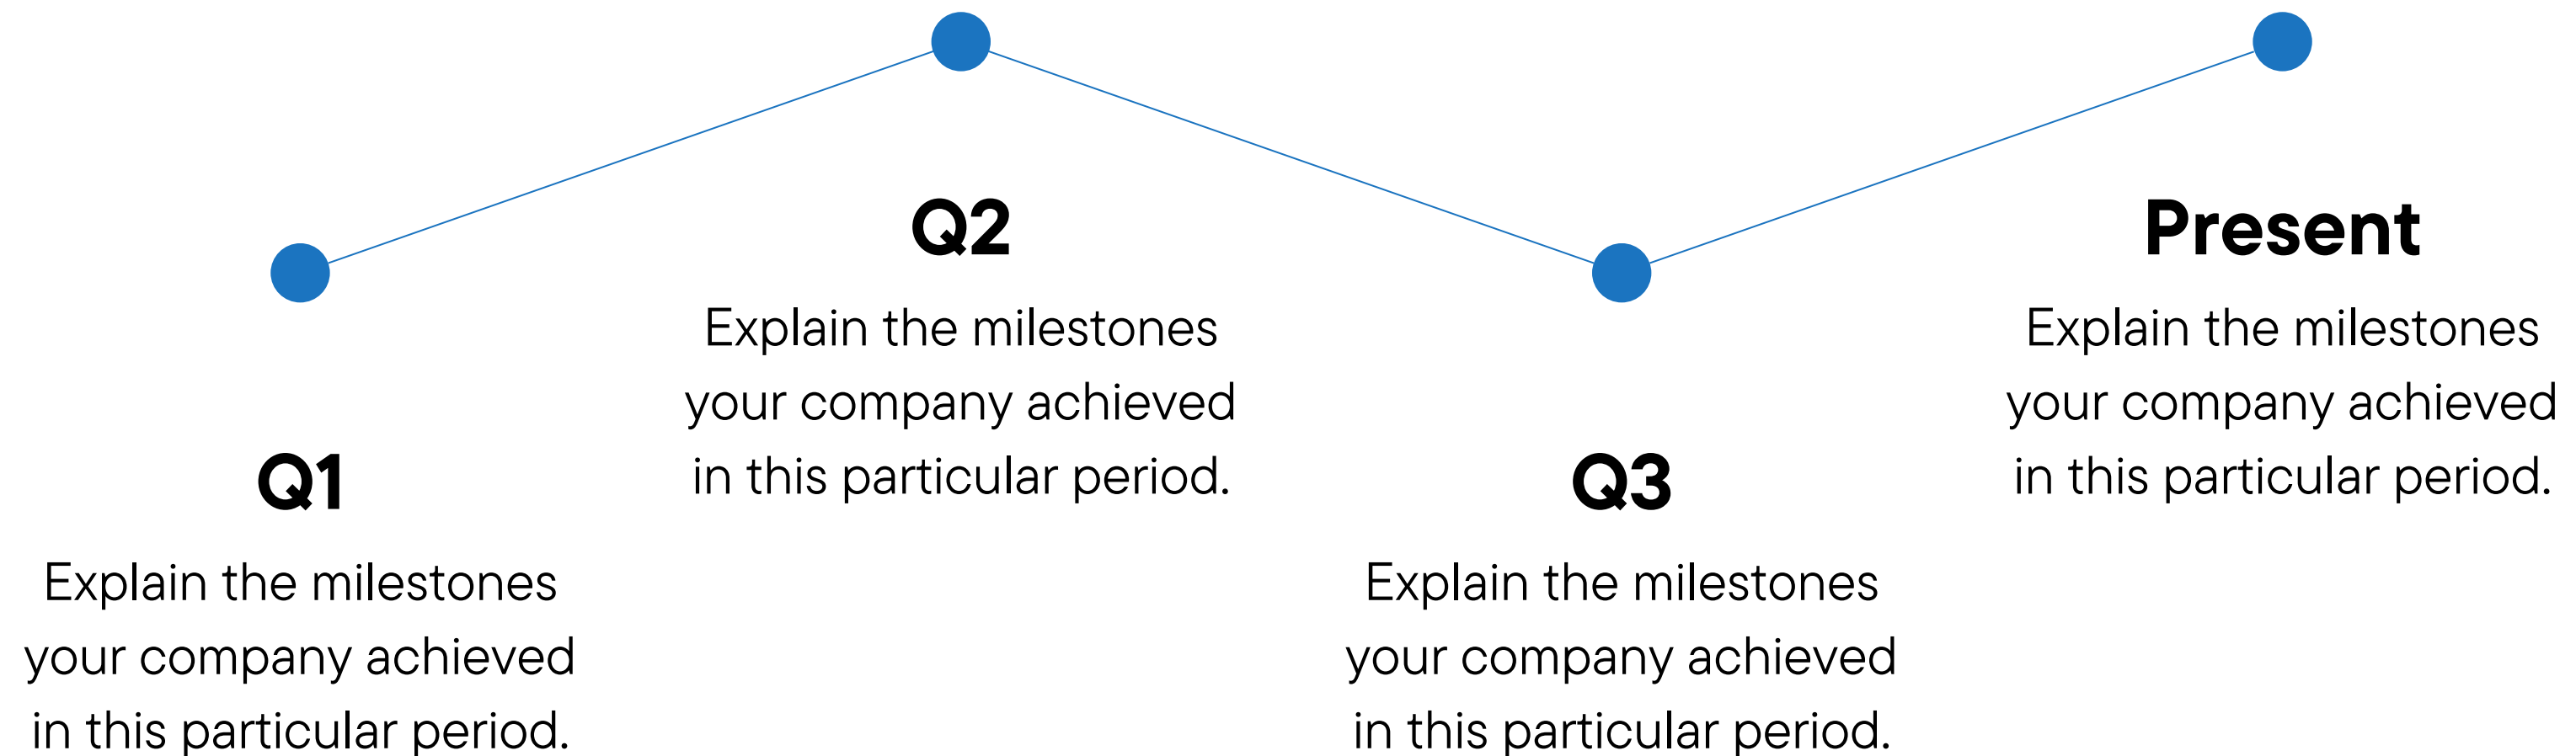 Q1
Explain the milestones
your company achieved
in this particular period.
Q2
Explain the milestones
your company achieved
in this particular period.
Q3
Explain the milestones
your company achieved
in this particular period.
Present
Explain the milestones
your company achieved
in this particular period.